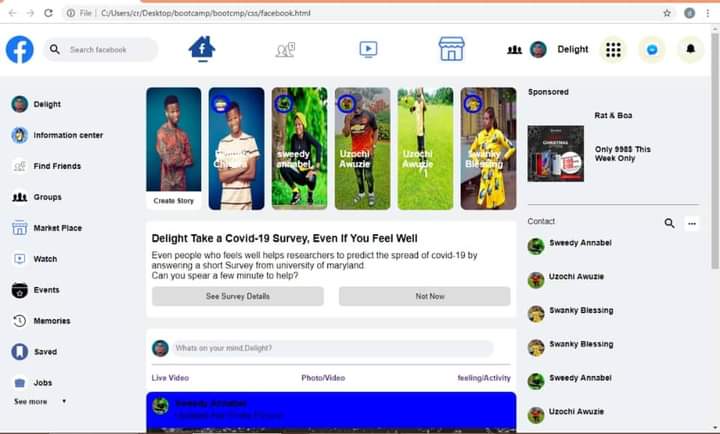 File | C:/Users/cr/Desktop/bootcamp/bootcmp/css/facebook.html
d
f
Search facebook
Delight
Delight
Information center
Find Friends
Groups
Market Place
Watch
Events
Memories
Saved
Jobs
See more
Create Story
sweedy
annabel
Uzochi
Awuzie
Uzochi
Awuzie
Swanky
Blessing
Delight Take a Covid-19 Survey, Even If You Feel Well
Even people who feels well helps researchers to predict the spread of covid-19 by
answering a short Survey from university of maryland.
Can you spear a few minute to help?
See Survey Details
Not Now
Whats on your mind,Delight?
Live Video
Photo/Video
feeling/Activity
Sweedy Annabel
Sponsored
Rat & Boa
CHRISTMAS
Only 998$ This
Week Only
Contact
Sweedy Annabel
Uzochi Awuzie
Swanky Blessing
Swanky Blessing
Sweedy Annabel
Uzochi Awuzie